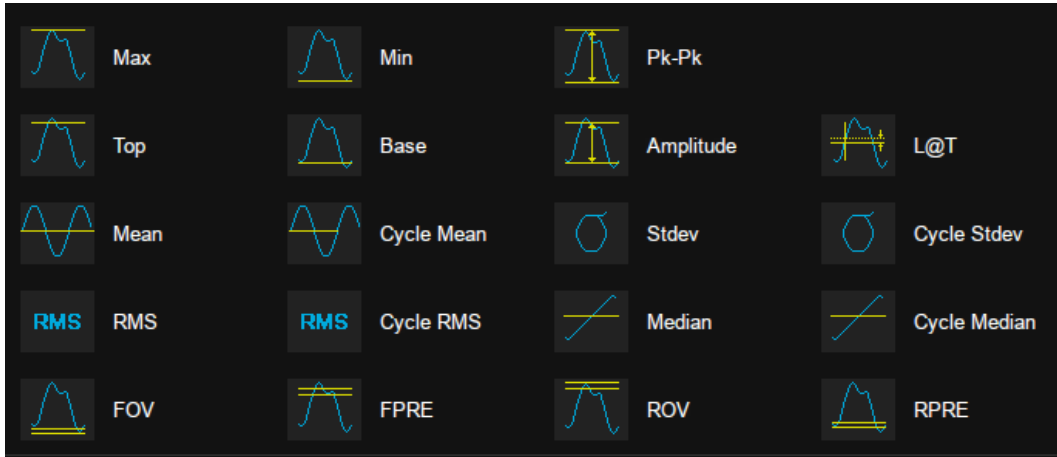 Max Min Pk-Pk
Top Base Amplitude L@T
Mean Cycle Mean Stdev Cycle Stdev
RMS RMS RMS Cycle RMS Median Cycle Median
FOV FPRE ROV RPRE